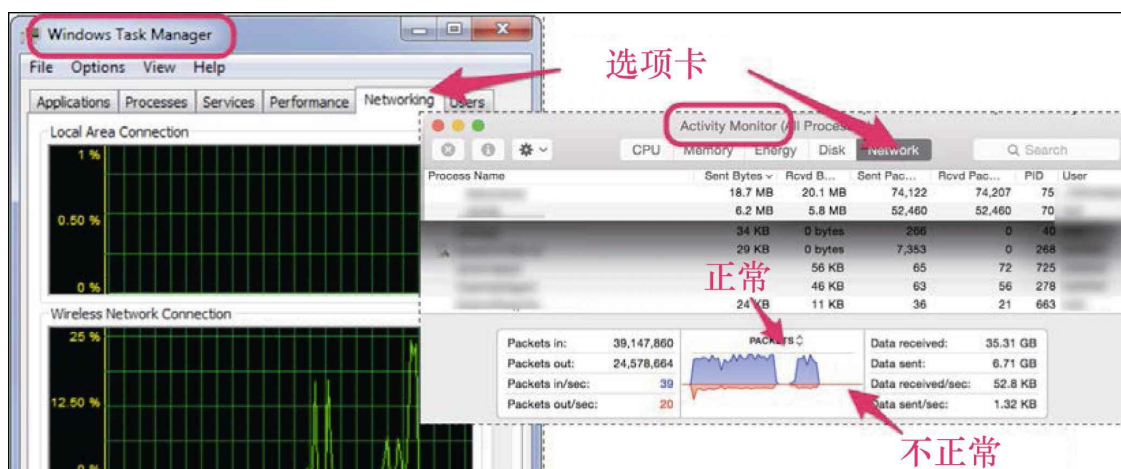 Windows Task Manager
File Options View Help
Applications Processes Services Performance Networking Users
Local Area Connection
1 %
0.50 %
0 %
Wireless Network Connection
25 %
12.50 %
0 %
选项卡
Activity Monitor (All Process
CPU Memory Energy Disk Network Search
Process Name Sent Bytes Rcvd B... Sent Pac... Rcvd Pac... PID User
18.7 MB 20.1 MB 74,122 74,207 75
6.2 MB 5.8 MB 52,460 52,460 70
34 KB 0 bytes 266 0 40
29 KB 0 bytes 7,353 0 268
56 KB 65 72 725
46 KB 63 56 278
24 KB 11 KB 36 21 663
正常
Packets in: 39,147,860
Packets out: 24,578,664
Packets in/sec: 39
Packets out/sec: 20
PACKETS
Data received: 35.31 GB
Data sent: 6.71 GB
Data received/sec: 52.8 KB
Data sent/sec: 1.32 KB
不正常